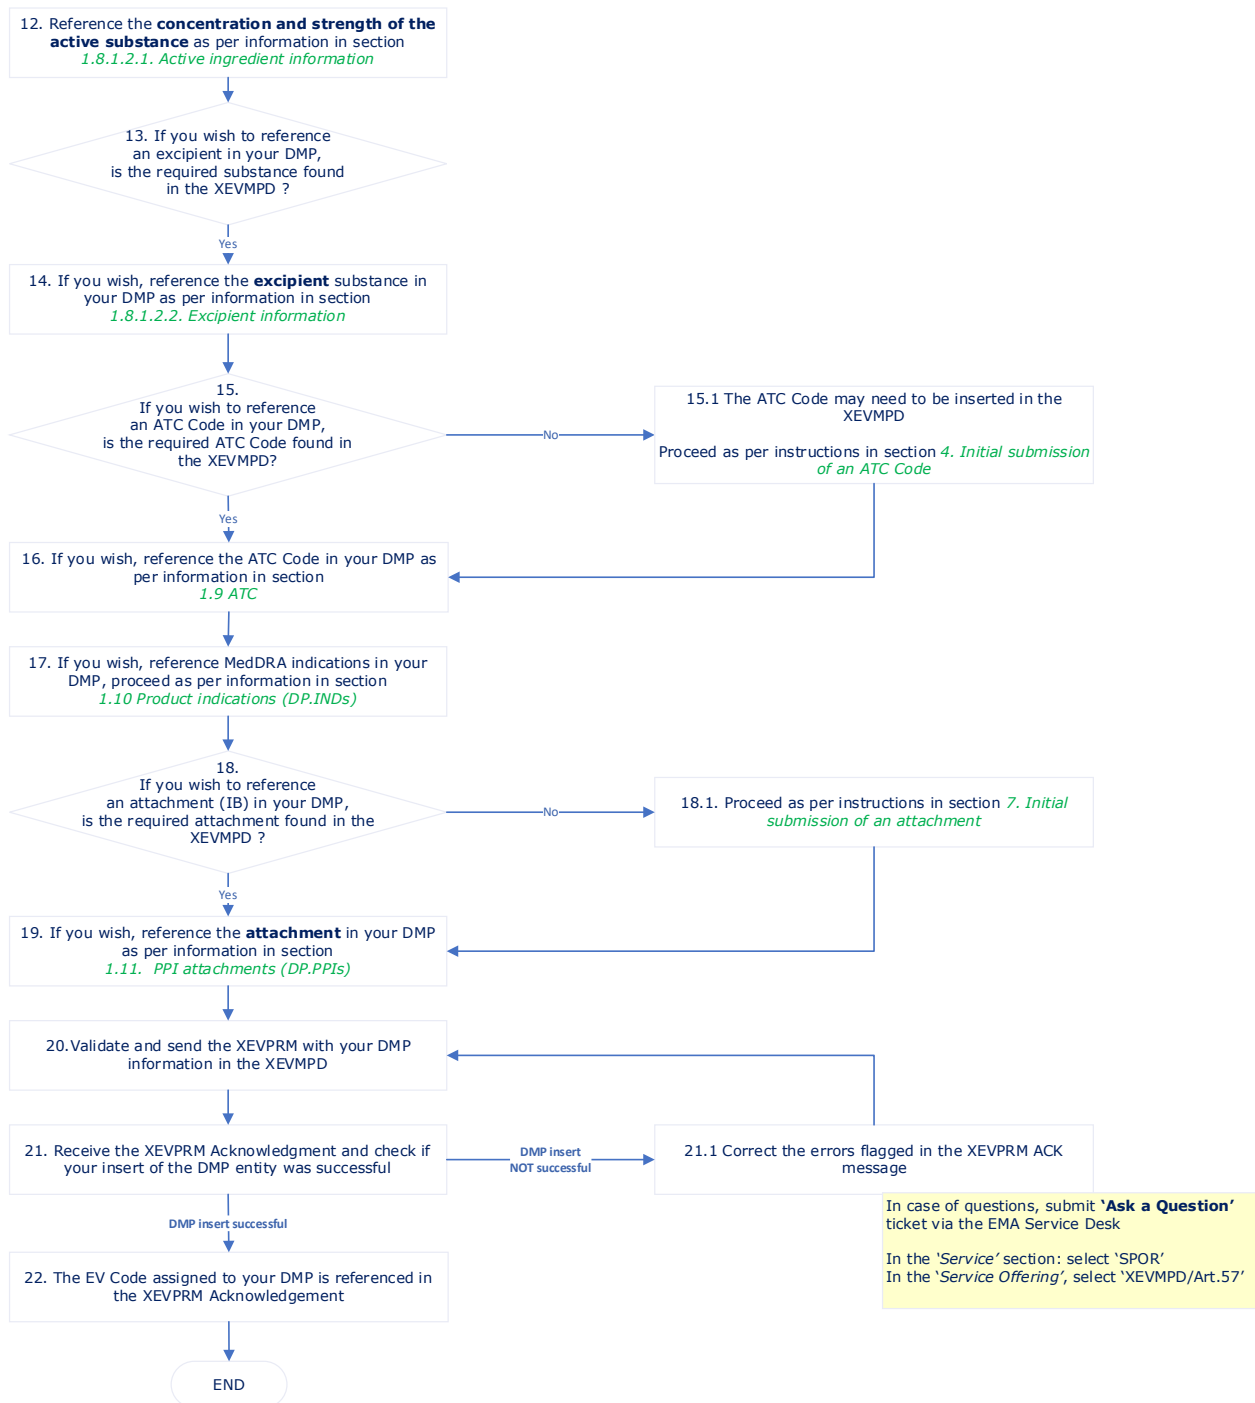 12. Reference the concentration and strength of the
active substance as per information in section
1.8.1.2.1. Active ingredient information
13. If you wish to reference
an excipient in your DMP,
is the required substance found
in the XEVMPD ?
Yes
14. If you wish, reference the excipient substance in
your DMP as per information in section
1.8.1.2.2. Excipient information
15.
If you wish to reference
an ATC Code in your DMP,
is the required ATC Code found in
the XEVMPD?
No
15.1 The ATC Code may need to be inserted in the
XEVMPD
Proceed as per instructions in section 4. Initial submission
of an ATC Code
Yes
16. If you wish, reference the ATC Code in your DMP as
per information in section
1.9 ATC
17. If you wish, reference MedDRA indications in your
DMP, proceed as per information in section
1.10 Product indications (DP.INDs)
18.
If you wish to reference
an attachment (IB) in your DMP,
is the required attachment found in the
XEVMPD ?
No
18.1. Proceed as per instructions in section 7. Initial
submission of an attachment
Yes
19. If you wish, reference the attachment in your DMP
as per information in section
1.11. PPI attachments (DP.PPIs)
20.Validate and send the XEVPRM with your DMP
information in the XEVMPD
21. Receive the XEVPRM Acknowledgment and check if
your insert of the DMP entity was successful
DMP insert
NOT successful
21.1 Correct the errors flagged in the XEVPRM ACK
message
In case of questions, submit ‘Ask a Question’
ticket via the EMA Service Desk
In the ‘Service’ section: select ‘SPOR’
In the ‘Service Offering’, select ‘XEVMPD/Art.57’
DMP insert successful
22. The EV Code assigned to your DMP is referenced in
the XEVPRM Acknowledgement
END